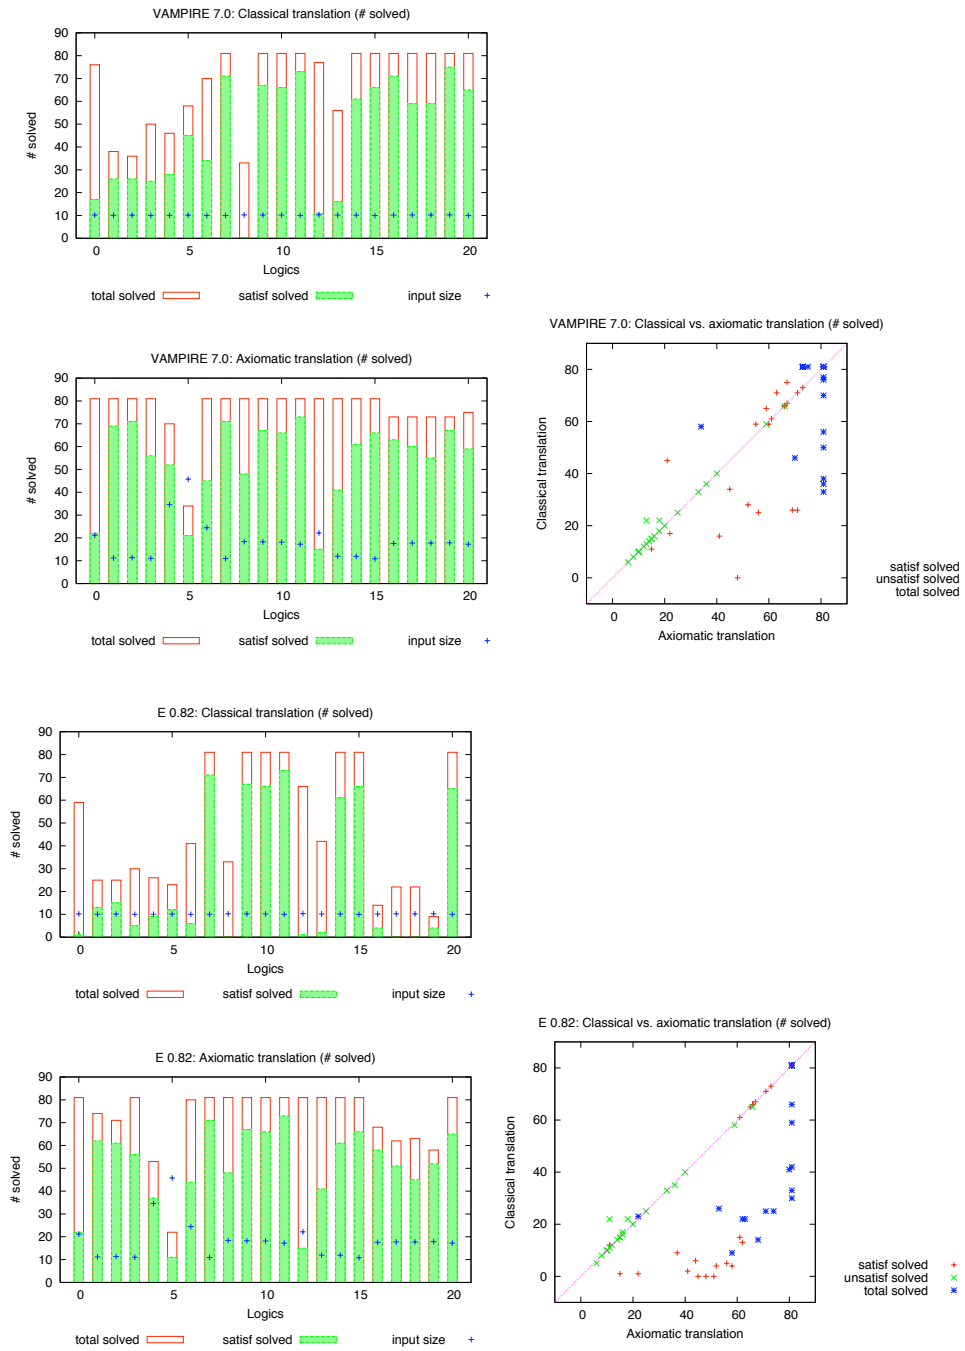 VAMPIRE 7.0: Classical translation (# solved)
90
80
70
60
50
40
30
20
10
0
# solved
0 5 10 15 20
Logics
total solved satisf solved input size
VAMPIRE 7.0: Axiomatic translation (# solved)
90
80
70
60
50
40
30
20
10
0
# solved
0 5 10 15 20
Logics
total solved satisf solved input size
VAMPIRE 7.0: Classical vs. axiomatic translation (# solved)
80
60
40
20
0
Classical translation
0 20 40 60 80
Axiomatic translation
satisf solved
unsatisf solved
total solved
E 0.82: Classical translation (# solved)
90
80
70
60
50
40
30
20
10
0
# solved
0 5 10 15 20
Logics
total solved satisf solved input size
E 0.82: Axiomatic translation (# solved)
90
80
70
60
50
40
30
20
10
0
# solved
0 5 10 15 20
Logics
total solved satisf solved input size
E 0.82: Classical vs. axiomatic translation (# solved)
80
60
40
20
0
Classical translation
0 20 40 60 80
Axiomatic translation
satisf solved
unsatisf solved
total solved